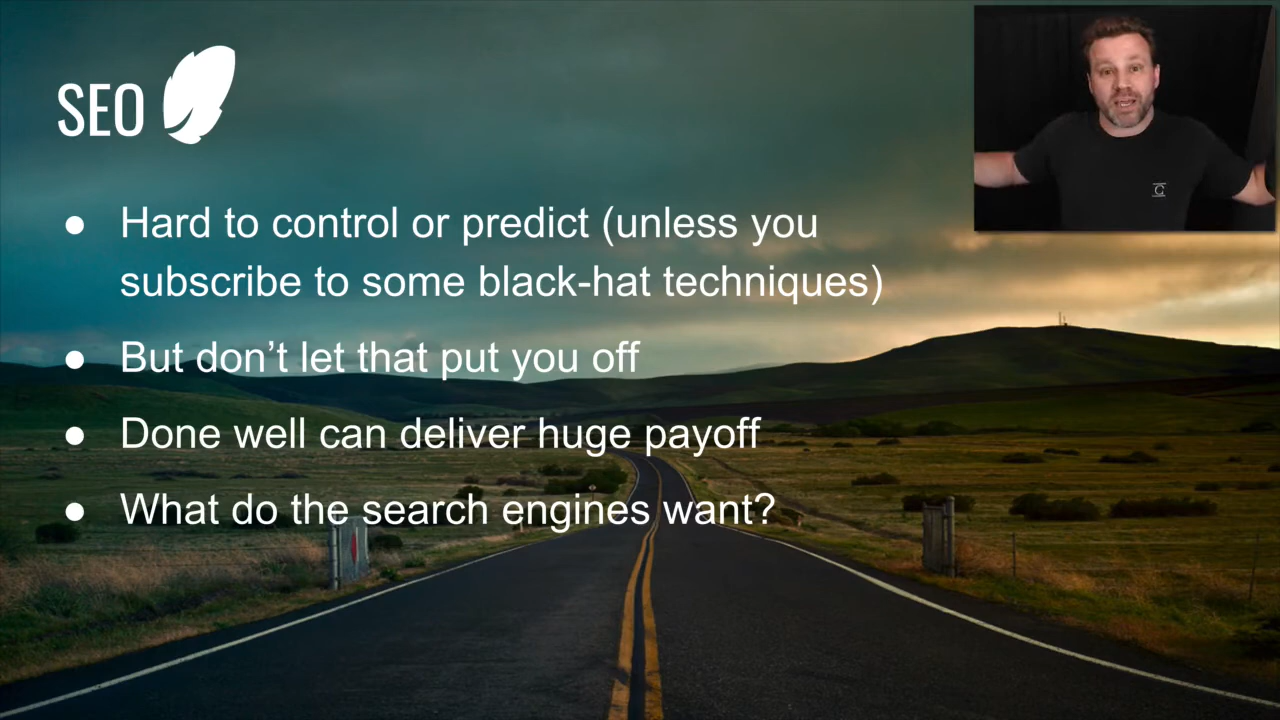 SEO
● Hard to control or predict (unless you
subscribe to some black-hat techniques)
● But don’t let that put you off
● Done well can deliver huge payoff
● What do the search engines want?
G